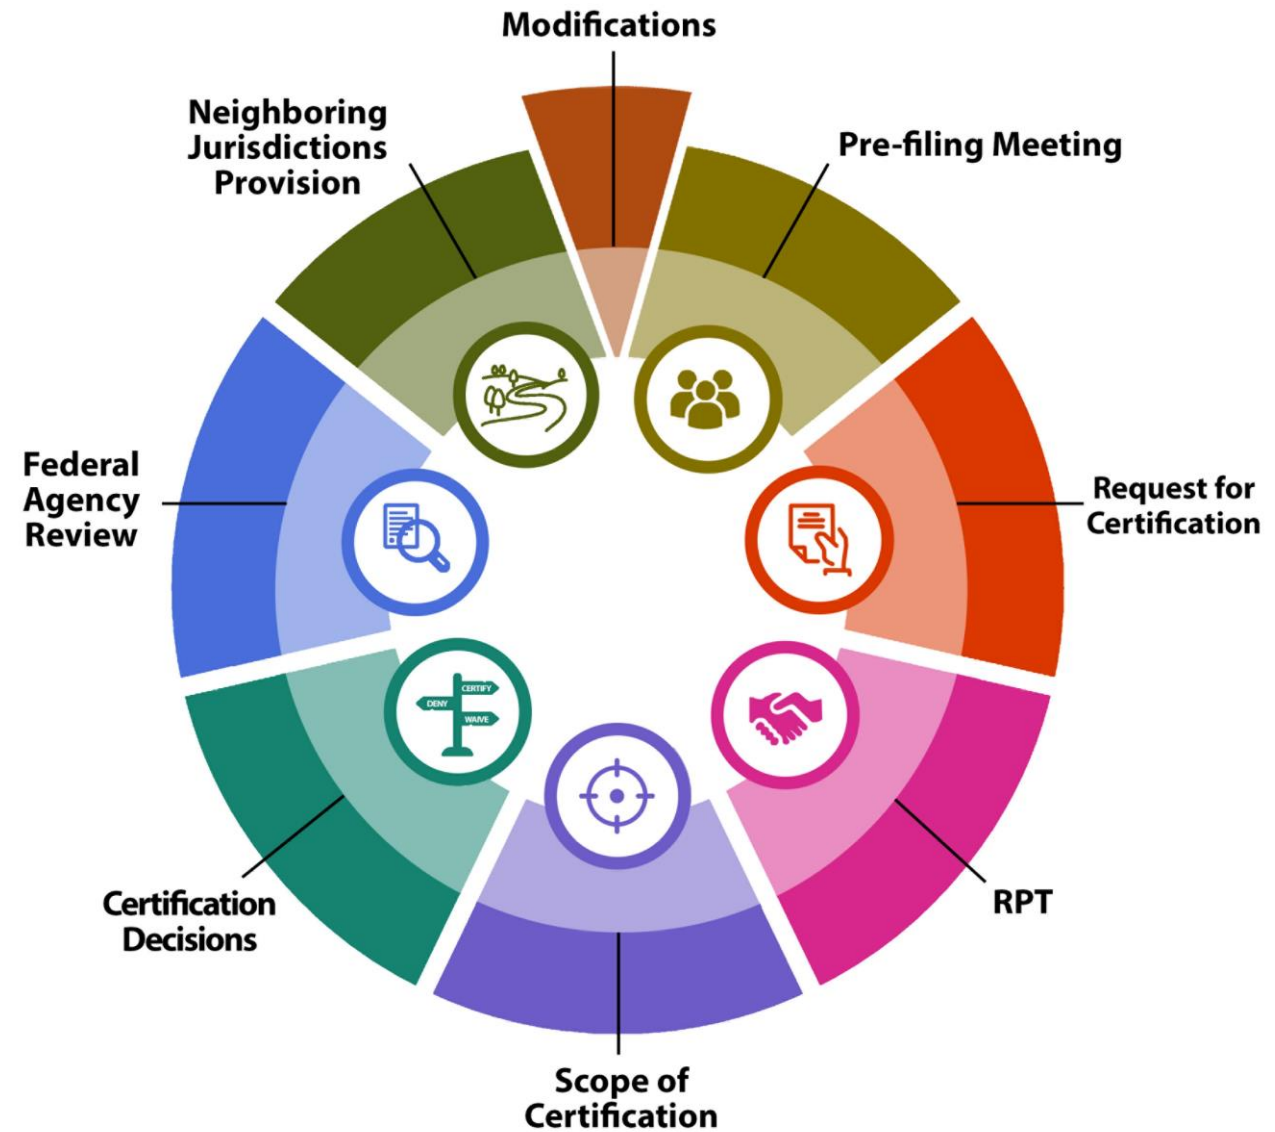 Modifications
Neighboring
Jurisdictions
Provision
Pre-filing Meeting
Federal
Agency
Review
Request for
Certification
CERTIFY
DENY
WAIVE
Certification
Decisions
RPT
Scope of
Certification